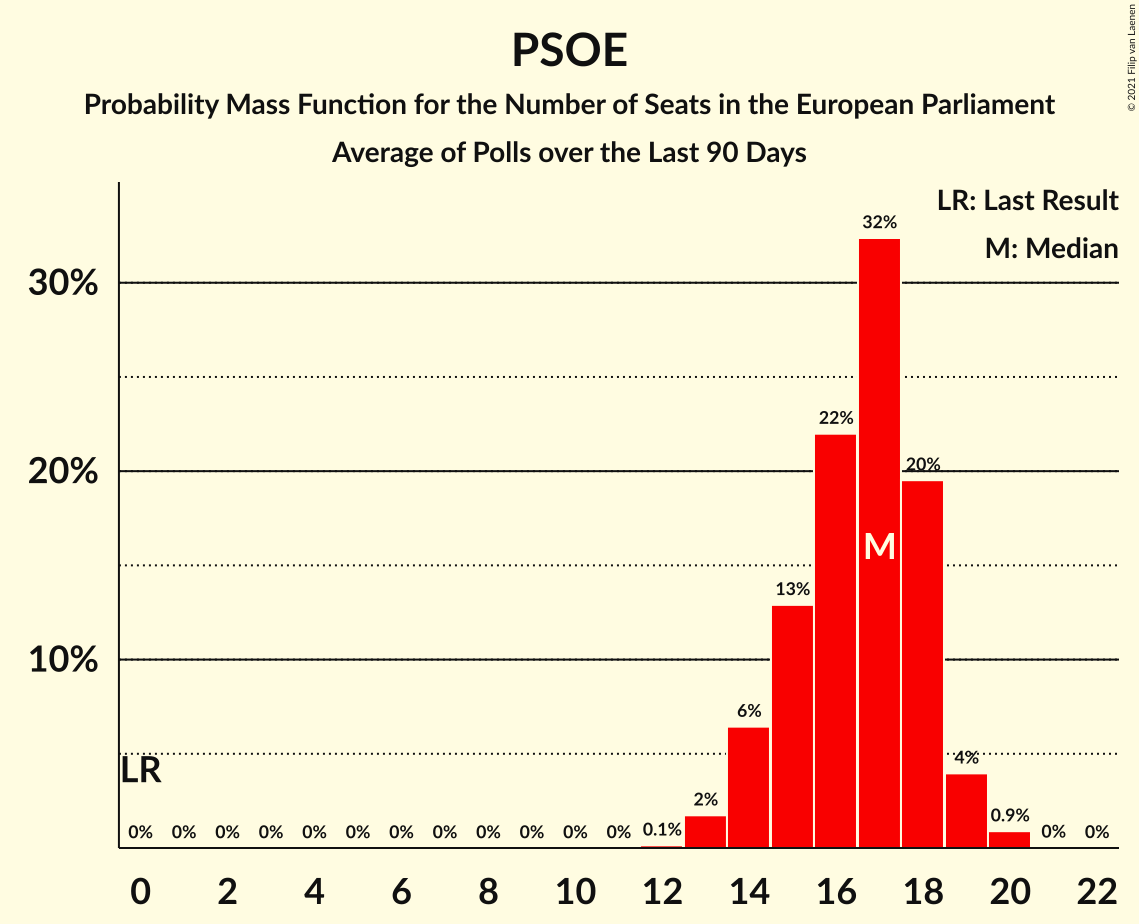 PSOE
Probability Mass Function for the Number of Seats in the European Parliament
Average of Polls over the Last 90 Days
© 2021 Filip van Laenen
LR: Last Result
M: Median
32%
30%
22%
20%
20%
M
13%
10%
6%
LR
4%
2%
0.9%
0% 0% 0% 0% 0% 0% 0% 0% 0% 0% 0% 0% 0.1% 0% 0%
0 2 4 6 8 10 12 14 16 18 20 22